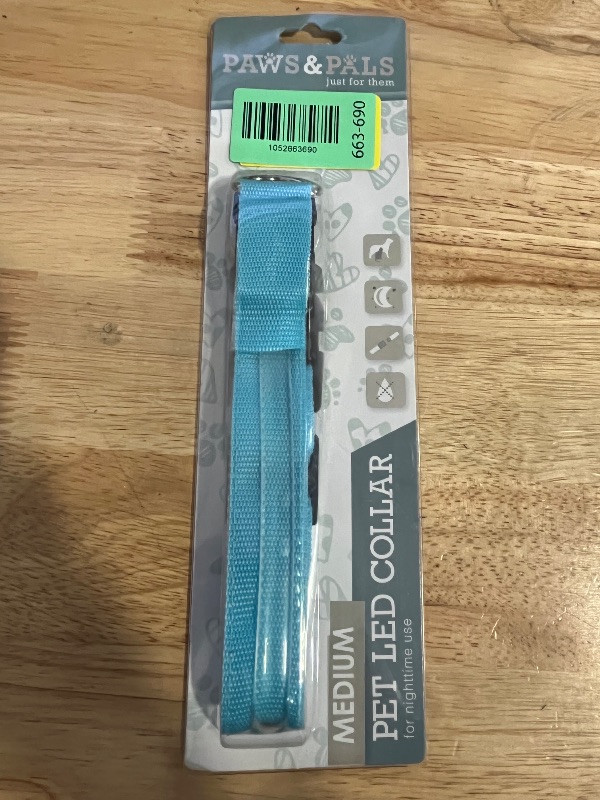 PAWS & PALS
just for them
1052663690
663-690
MEDIUM
PET LED COLLAR
for nighttime use